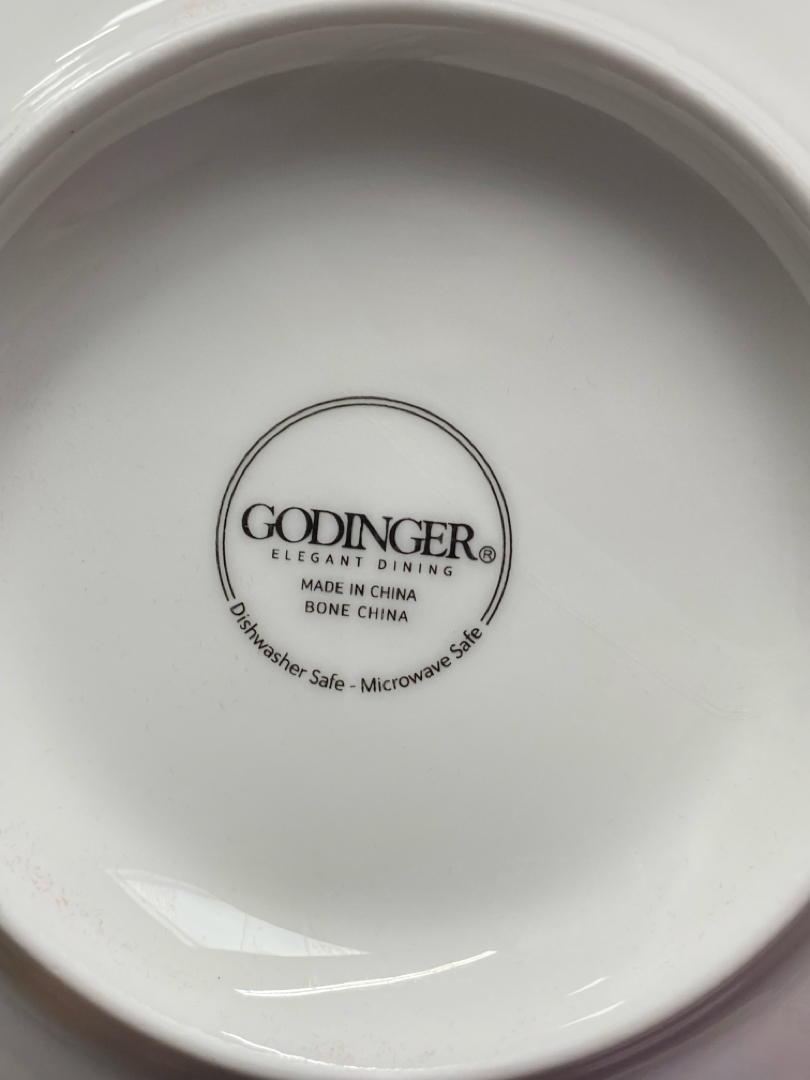 GODINGER®
ELEGANT DINING
MADE IN CHINA
BONE CHINA
Dishwasher Safe - Microwave Safe